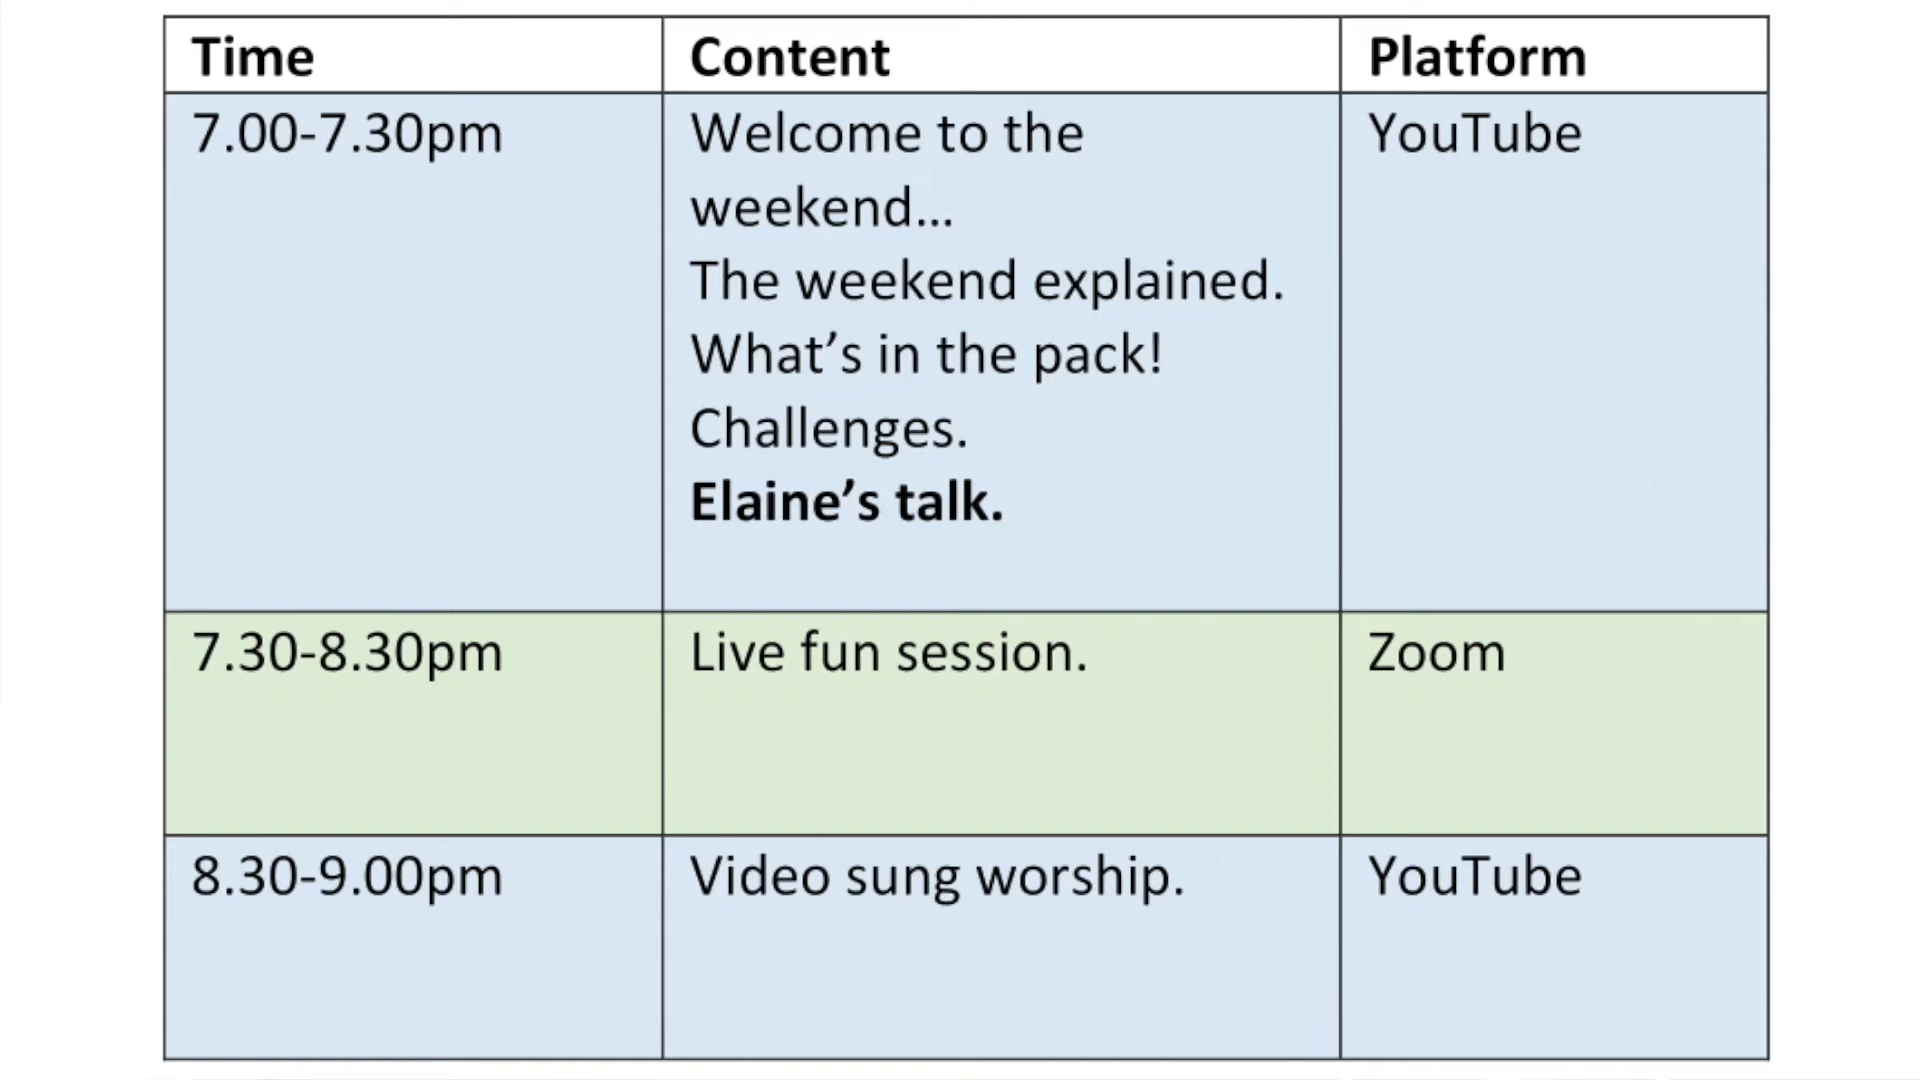 Time Content Platform
7.00-7.30pm Welcome to the YouTube
weekend...
The weekend explained.
What’s in the pack!
Challenges.
Elaine’s talk.
7.30-8.30pm Live fun session. Zoom
8.30-9.00pm Video sung worship. YouTube